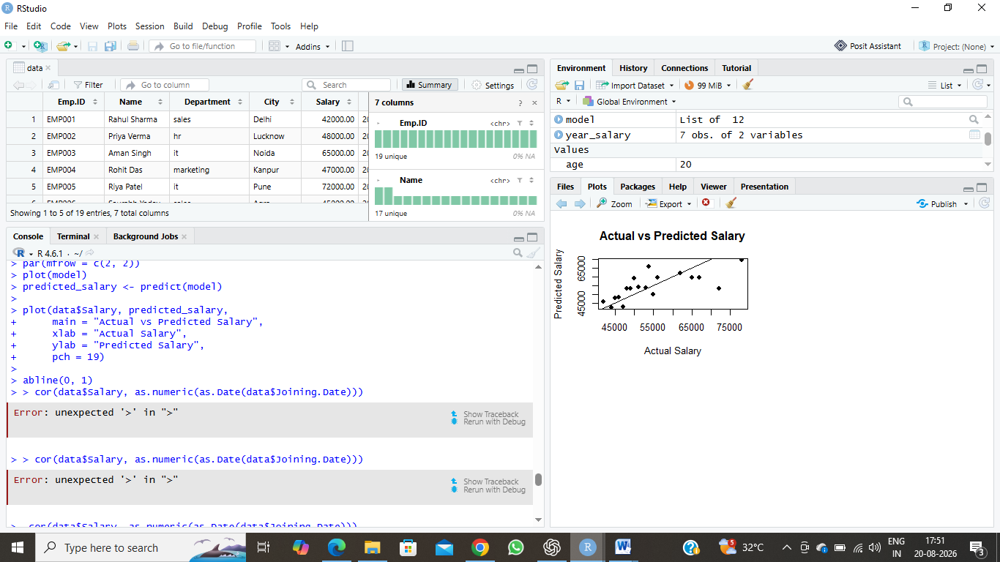 RStudio
File Edit Code View Plots Session Build Debug Profile Tools Help
Go to file/function Addins Posit Assistant Project: (None)
data
Filter Go to column Search Summary Settings
Emp.ID Name Department City Salary
1 EMP001 Rahul Sharma sales Delhi 42000.00 20
2 EMP002 Priya Verma hr Lucknow 48000.00 20
3 EMP003 Aman Singh it Noida 65000.00 20
4 EMP004 Rohit Das marketing Kanpur 47000.00 20
5 EMP005 Riya Patel it Pune 72000.00 20
Showing 1 to 5 of 19 entries, 7 total columns
7 columns ?
Emp.ID <chr>
19 unique 0% NA
Name <chr>
17 unique 0% NA
Console Terminal Background Jobs
R 4.6.1 · ~/
> par(mfrow = c(2, 2))
> plot(model)
> predicted_salary <- predict(model)
>
> plot(data$Salary, predicted_salary,
+ main = "Actual vs Predicted Salary",
+ xlab = "Actual Salary",
+ ylab = "Predicted Salary",
+ pch = 19)
>
> abline(0, 1)
> > cor(data$Salary, as.numeric(as.Date(data$Joining.Date)))
Error: unexpected '>' in ">"
Show Traceback
Rerun with Debug
> > cor(data$Salary, as.numeric(as.Date(data$Joining.Date)))
Error: unexpected '>' in ">"
Show Traceback
Rerun with Debug
> cor(data$Salary, as.numeric(as.Date(data$Joining.Date)))
Environment History Connections Tutorial
Import Dataset 99 MiB List
R Global Environment
model List of 12
year_salary 7 obs. of 2 variables
Values
age 20
Files Plots Packages Help Viewer Presentation
Zoom Export Publish
Actual vs Predicted Salary
Predicted Salary
45000 65000
45000 55000 65000 75000
Actual Salary
Type here to search
32°C
ENG
IN
17:51
20-08-2026
3